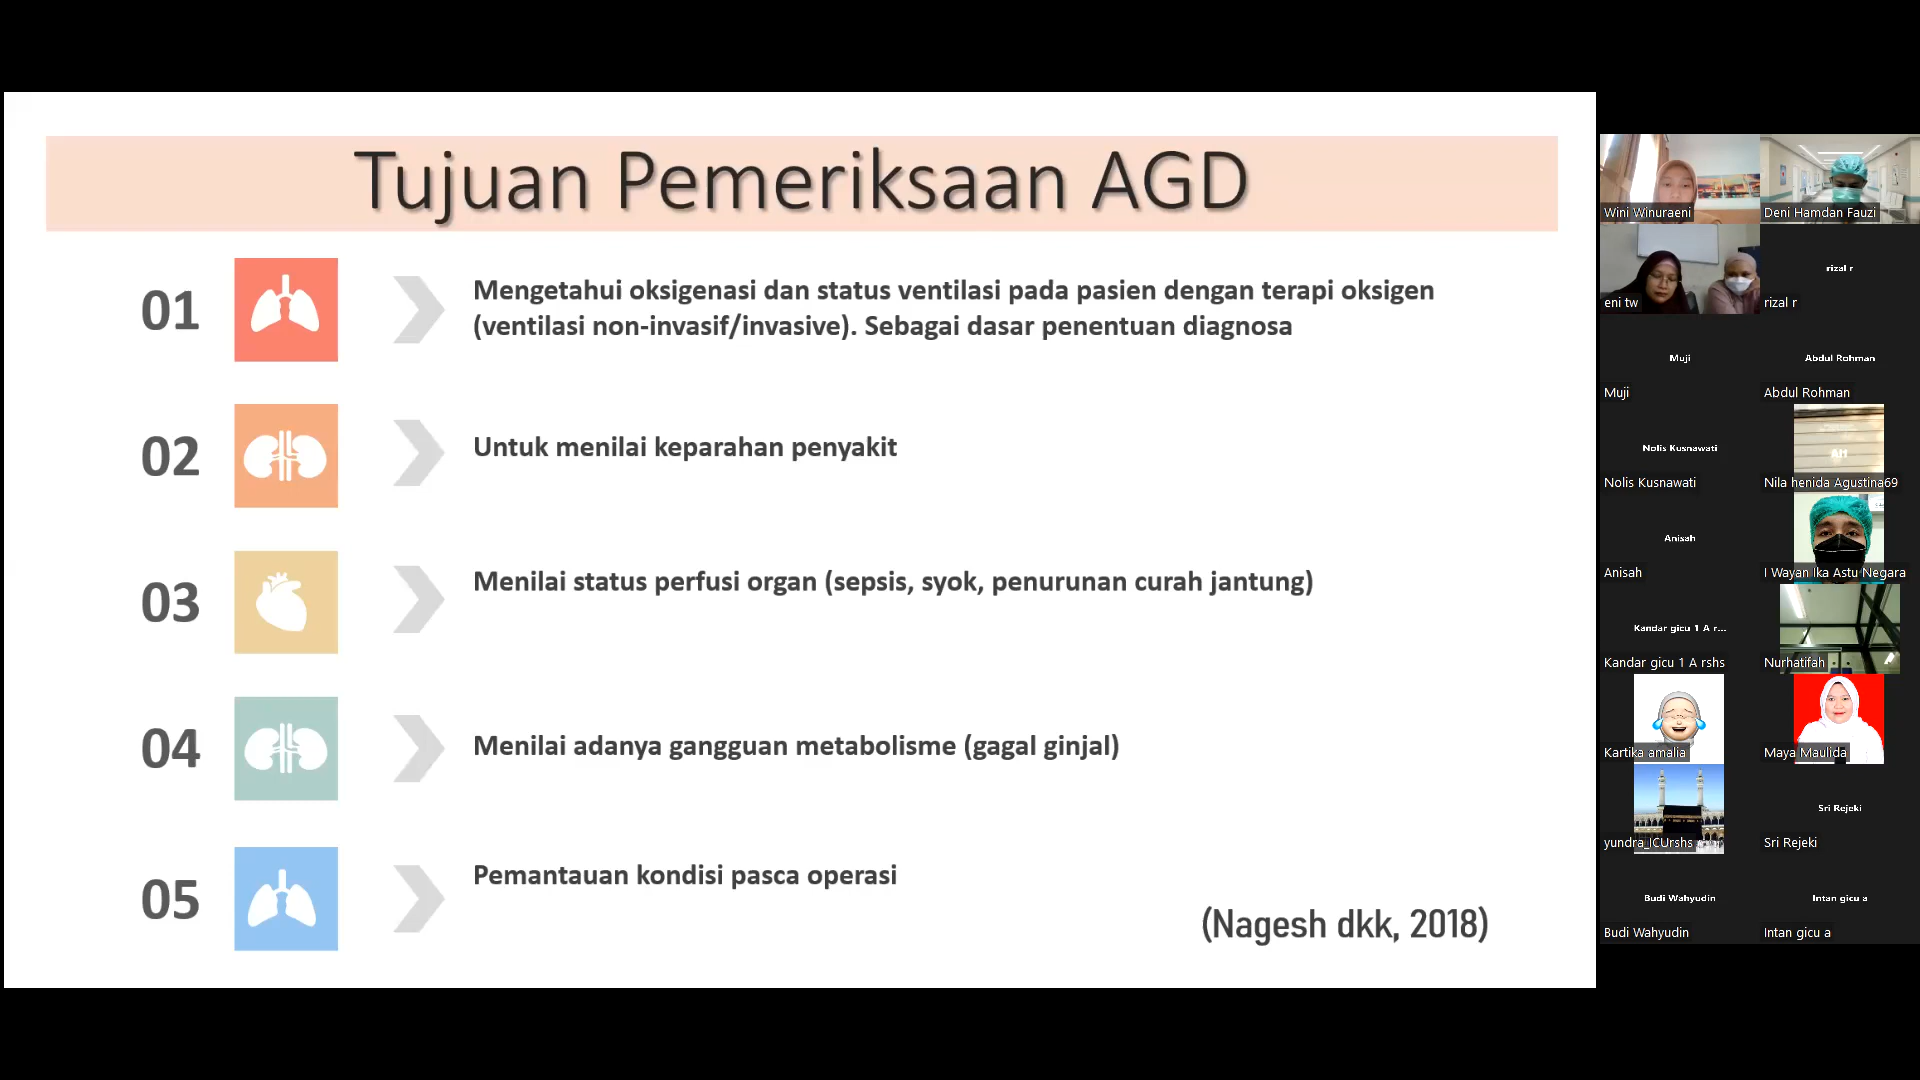 Tujuan Pemeriksaan AGD
01
Mengetahui oksigenasi dan status ventilasi pada pasien dengan terapi oksigen
(ventilasi non-invasif/invasive). Sebagai dasar penentuan diagnosa
02
Untuk menilai keparahan penyakit
03
Menilai status perfusi organ (sepsis, syok, penurunan curah jantung)
04
Menilai adanya gangguan metabolisme (gagal ginjal)
05
Pemantauan kondisi pasca operasi
(Nagesh dkk, 2018)
Wini Winuraeni
Deni Hamdan Fauzi
eni tw
rizal r
rizal r
Muji
Muji
Abdul Rohman
Abdul Rohman
Nolis Kusnawati
Nolis Kusnawati
Nila henida Agustina69
Anisah
Anisah
I Wayan Ika Astu Negara
Kandar gicu 1 A r...
Kandar gicu 1 A rshs
Nurhatifah
Kartika amalia
Maya Maulida
yundra_ICUrshs
Sri Rejeki
Sri Rejeki
Budi Wahyudin
Budi Wahyudin
Intan gicu a
Intan gicu a